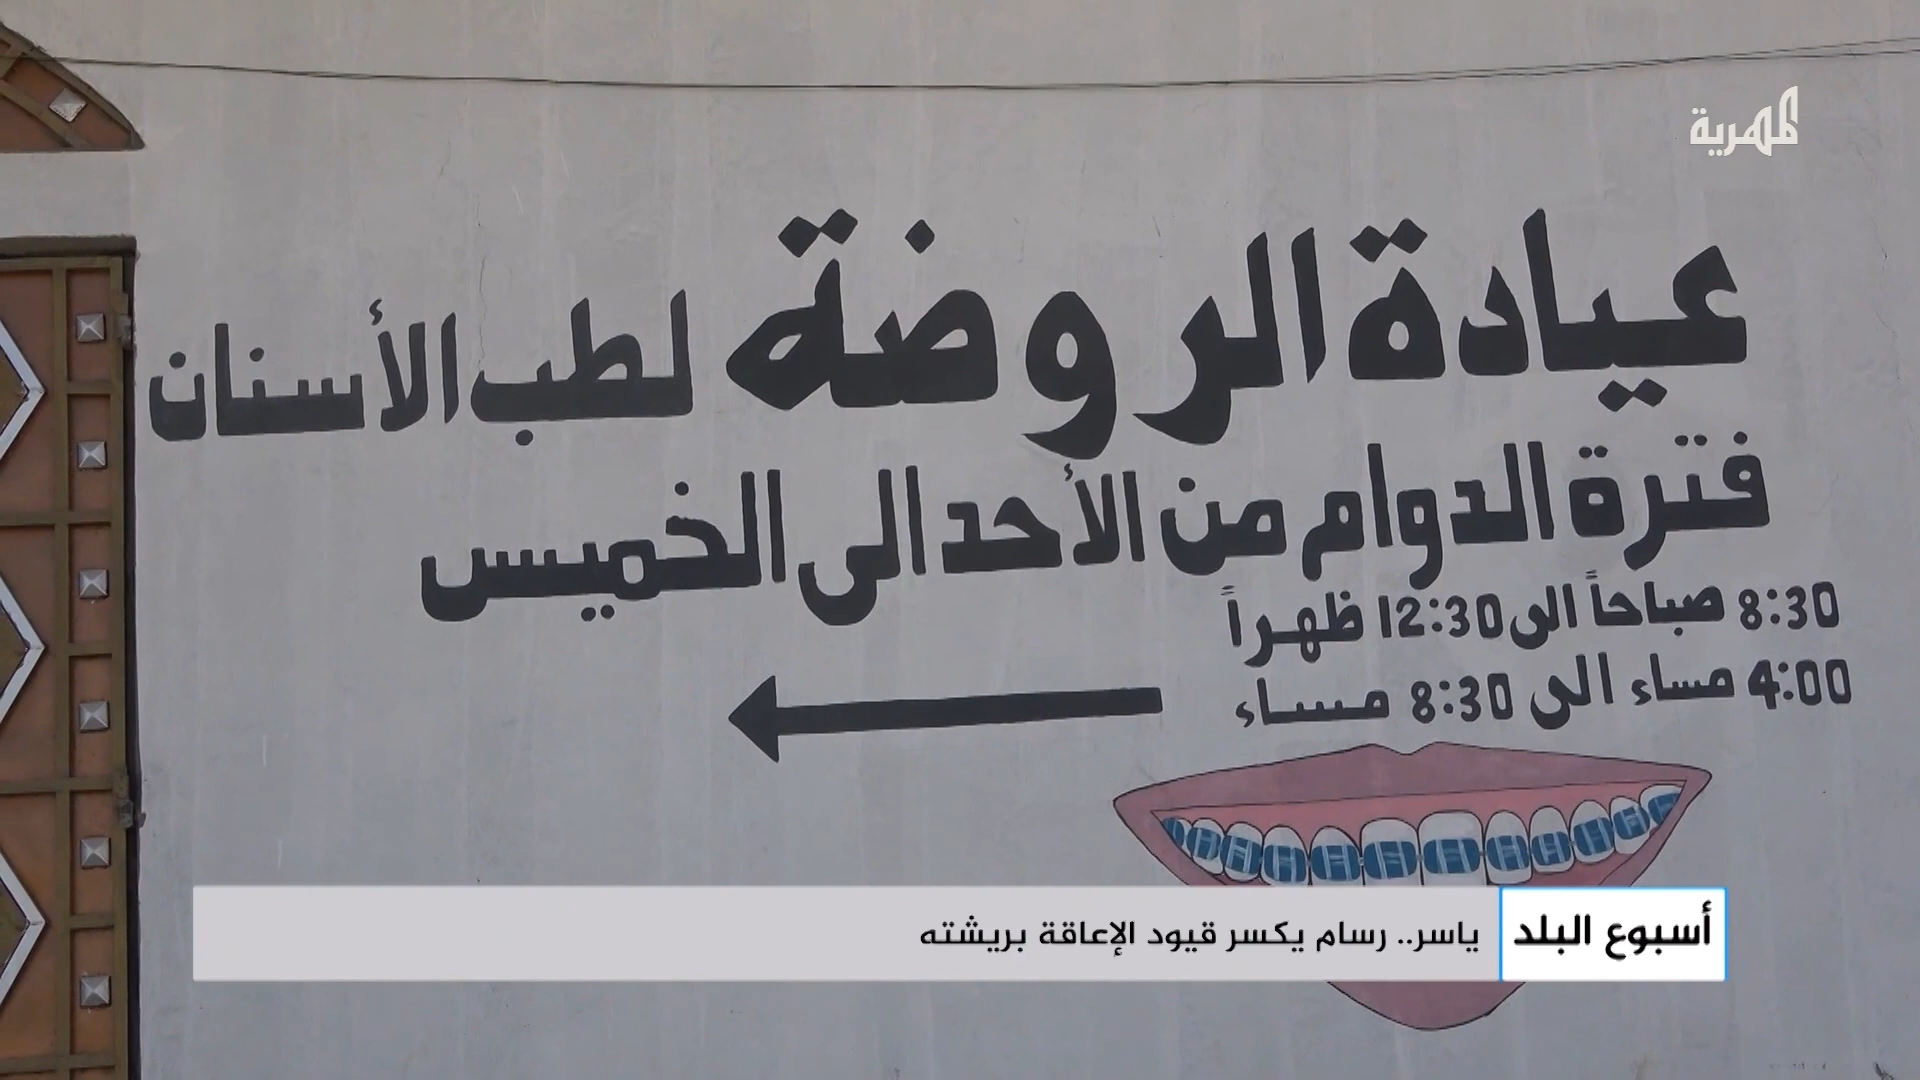 المهرية
عيادة الروضة لطب الأسنان
فترة الدوام من الأحد الى الخميس
8:30 صباحاً الى 12:30 ظهراً
4:00 مساء الى 8:30 مساء
أسبوع البلد
ياسر.. رسام يكسر قيود الإعاقة بريشته